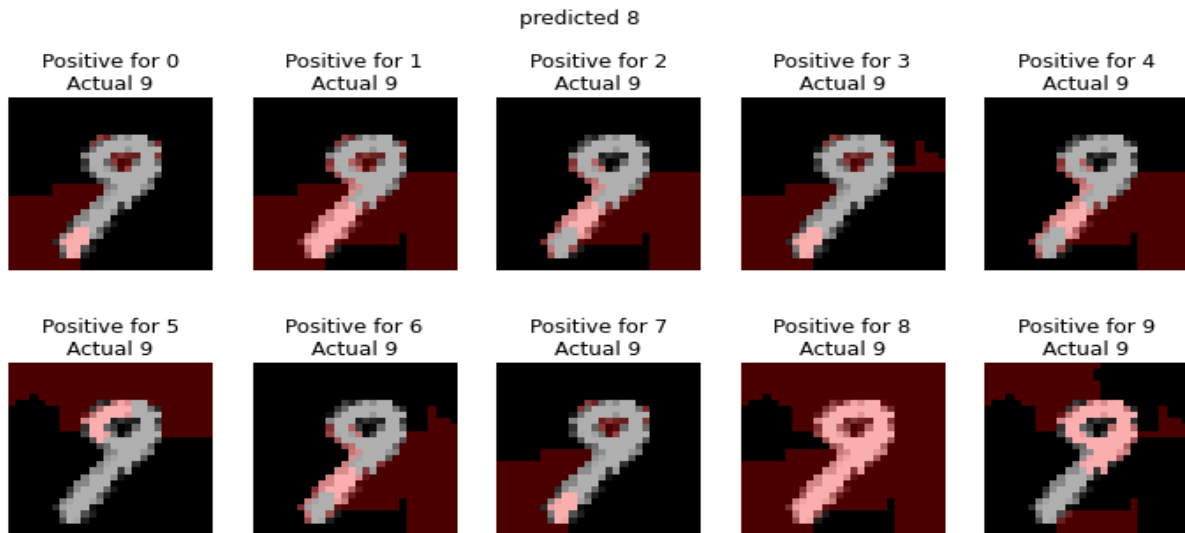 predicted 8
Positive for 0
Actual 9
Positive for 1
Actual 9
Positive for 2
Actual 9
Positive for 3
Actual 9
Positive for 4
Actual 9
Positive for 5
Actual 9
Positive for 6
Actual 9
Positive for 7
Actual 9
Positive for 8
Actual 9
Positive for 9
Actual 9